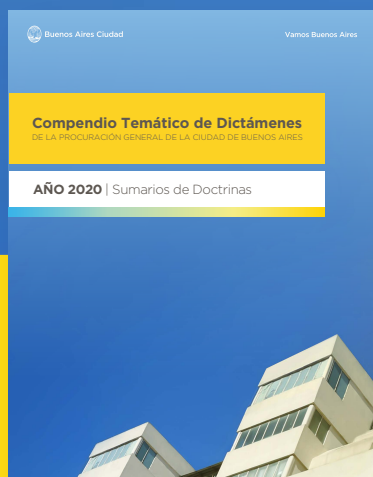 Buenos Aires Ciudad
Vamos Buenos Aires
Compendio Temático de Dictámenes
DE LA PROCURACIÓN GENERAL DE LA CIUDAD DE BUENOS AIRES
AÑO 2020 | Sumarios de Doctrinas